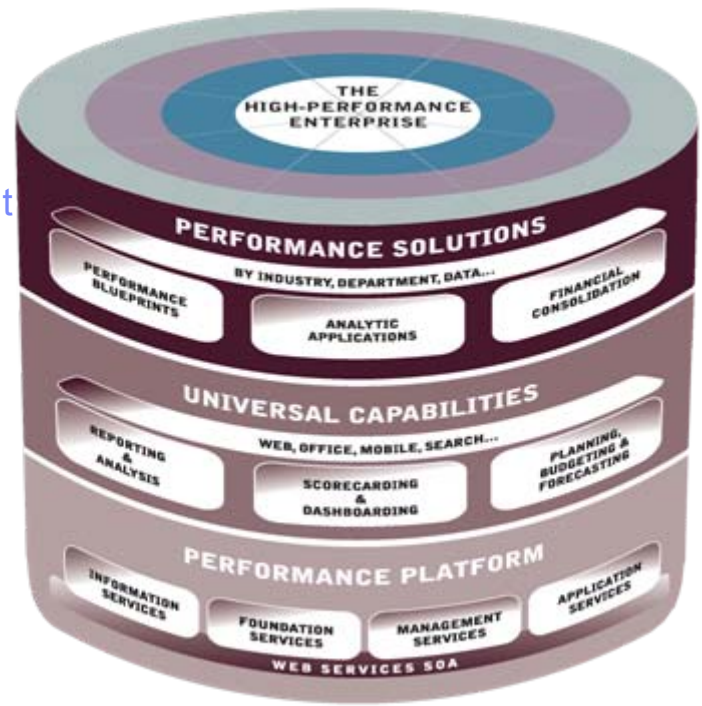 THE
HIGH-PERFORMANCE
ENTERPRISE
t
PERFORMANCE SOLUTIONS
BY INDUSTRY, DEPARTMENT, DATA...
PERFORMANCE
BLUEPRINTS
ANALYTIC
APPLICATIONS
FINANCIAL
CONSOLIDATION
UNIVERSAL CAPABILITIES
WEB, OFFICE, MOBILE, SEARCH...
REPORTING
&
ANALYSIS
SCORECARDING
&
DASHBOARDING
PLANNING,
BUDGETING &
FORECASTING
PERFORMANCE PLATFORM
INFORMATION
SERVICES
FOUNDATION
SERVICES
MANAGEMENT
SERVICES
APPLICATION
SERVICES
WEB SERVICES SOA